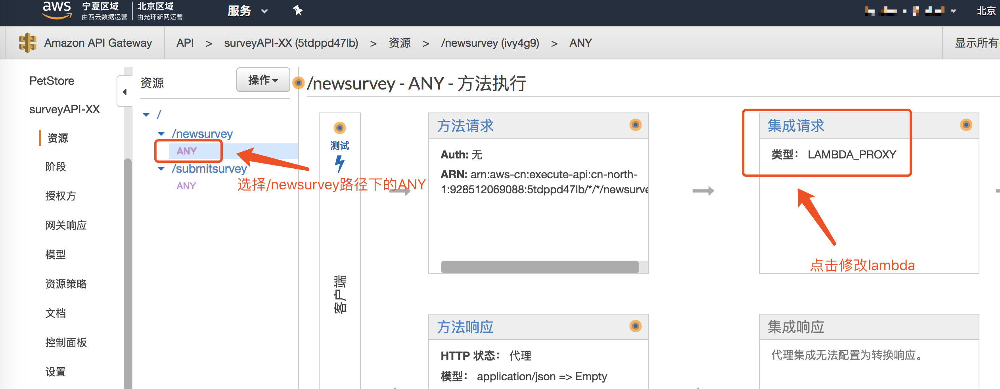 aws
宁夏区域
由西云数据运营
北京区域
由光环新网运营
服务
北京
Amazon API Gateway
API > surveyAPI-XX (5tdppd47lb) > 资源 > /newsurvey (ivy4g9) > ANY
显示所有
PetStore
surveyAPI-XX
资源
阶段
授权方
网关响应
模型
资源策略
文档
控制面板
设置
资源
操作
/
/newsurvey
ANY
/submitsurvey
ANY
选择/newsurvey路径下的ANY
/newsurvey - ANY - 方法执行
测试
客户端
方法请求
Auth: 无
ARN: arn:aws-cn:execute-api:cn-north-
1:928512069088:5tdppd47lb/*/*/newsurve
集成请求
类型： LAMBDA_PROXY
点击修改lambda
方法响应
HTTP 状态： 代理
模型： application/json => Empty
集成响应
代理集成无法配置为转换响应。